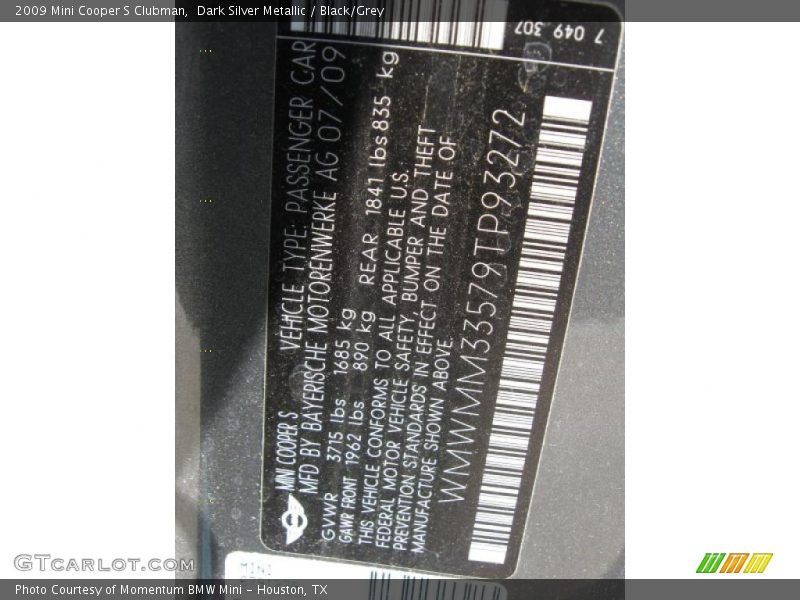 2009 Mini Cooper S Clubman,  Dark Silver Metallic / Black/Grey
7 049 307
MINI COOPER S VEHICLE TYPE: PASSENGER CAR
MFD BY BAYERISCHE MOTORENWERKE AG 07/09
GVWR 3715 lbs 1685 kg
GAWR FRONT 1962 lbs 890 kg REAR 1841 lbs 835 kg
THIS VEHICLE CONFORMS TO ALL APPLICABLE U.S.
FEDERAL MOTOR VEHICLE SAFETY, BUMPER AND THEFT
PREVENTION STANDARDS IN EFFECT ON THE DATE OF
MANUFACTURE SHOWN ABOVE.
WMWMM33579TP93272
MINI
GTCarLot.com
Photo Courtesy of Momentum BMW Mini - Houston, TX